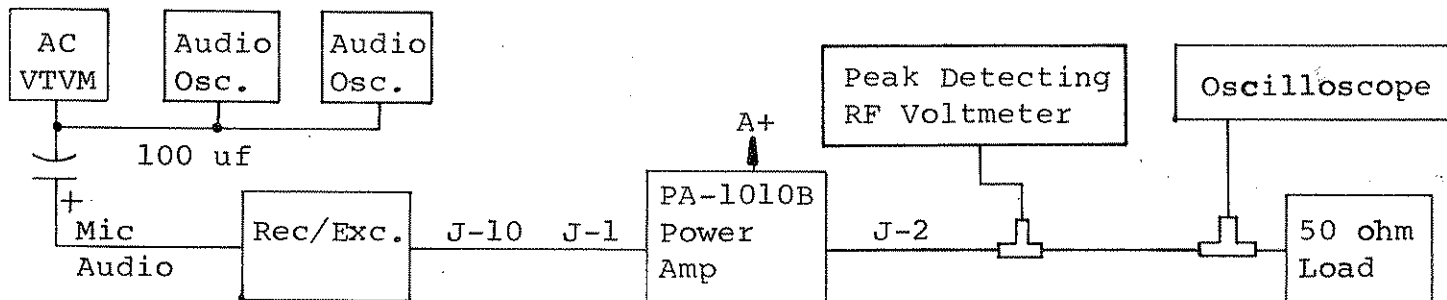 AC
VTVM
Audio
Osc.
Audio
Osc.
Peak Detecting
RF Voltmeter
Oscilloscope
A+
100 uf
+
Mic
Audio
Rec/Exc.
J-10
J-1
PA-1010B
Power
Amp
J-2
50 ohm
Load